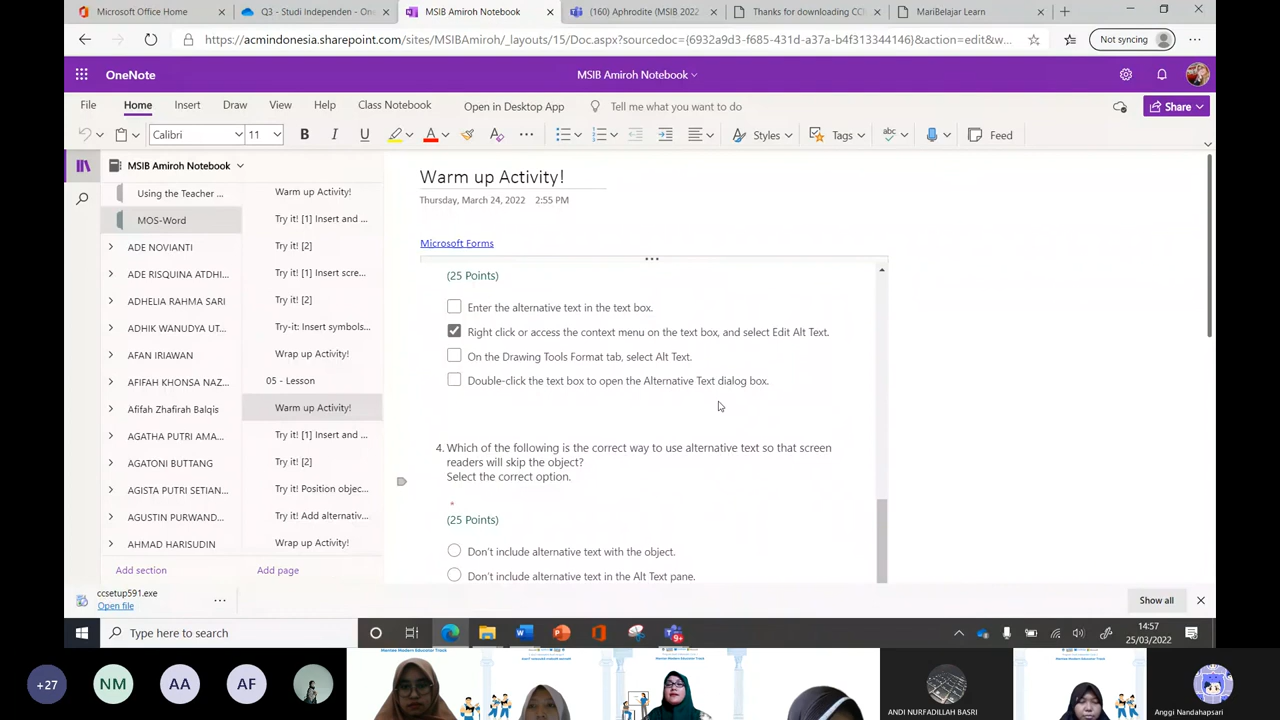 Microsoft Office Home
Q3 - Studi Independen - One
MSIB Amiroh Notebook
(160) Aphrodite (MSIB 2022
Thanks for downloading CCl
MariBelajar Learn
https://acmindonesia.sharepoint.com/sites/MSIBAmiroh/_layouts/15/Doc.aspx?sourcedoc={6932a9d3-f685-431d-a37a-b4f313344146}&action=edit&w...
Not syncing
OneNote
MSIB Amiroh Notebook
File
Home
Insert
Draw
View
Help
Class Notebook
Open in Desktop App
Tell me what you want to do
Share
Calibri
11
B
I
U
Styles
Tags
abc
Feed
MSIB Amiroh Notebook
Using the Teacher ...
MOS-Word
ADE NOVIANTI
ADE RISQUINA ATDHI...
ADHELIA RAHMA SARI
ADHIK WANUDYA UT...
AFAN IRIAWAN
AFIFAH KHONSA NAZ...
Afifah Zhafirah Balqis
AGATHA PUTRI AMA...
AGATONI BUTTANG
AGISTA PUTRI SETIAN...
AGUSTIN PURWAND...
AHMAD HARISUDIN
Add section
Warm up Activity!
Try it! [1] Insert and ...
Try it! [2]
Try it! [1] Insert scre...
Try it! [2]
Try-it: Insert symbols...
Wrap up Activity!
05 - Lesson
Warm up Activity!
Try it! [1] Insert and ...
Try it! [2]
Try it! Position objec...
Try it! Add alternativ...
Wrap up Activity!
Add page
Warm up Activity!
Thursday, March 24, 2022 2:55 PM
Microsoft Forms
(25 Points)
Enter the alternative text in the text box.
Right click or access the context menu on the text box, and select Edit Alt Text.
On the Drawing Tools Format tab, select Alt Text.
Double-click the text box to open the Alternative Text dialog box.
4. Which of the following is the correct way to use alternative text so that screen
readers will skip the object?
Select the correct option.
*
(25 Points)
Don't include alternative text with the object.
Don't include alternative text in the Alt Text pane.
ccsetup591.exe
Open file
Show all
Type here to search
14:57
25/03/2022
+27
NM
AA
AF
ANDI NURFADILLAH BASRI
Anggi Nandahapsari